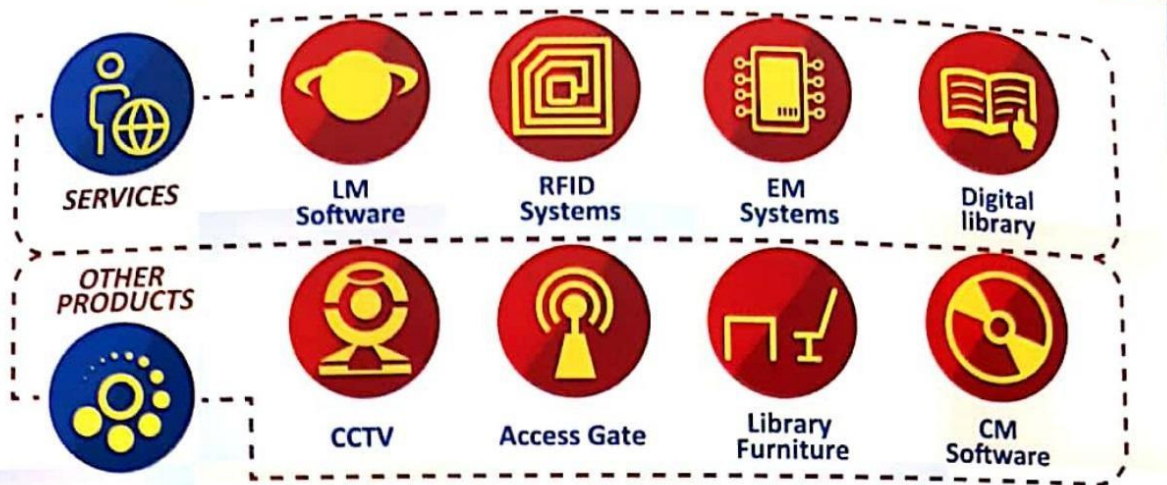 SERVICES
LM
Software
RFID
Systems
EM
Systems
Digital
library
OTHER
PRODUCTS
CCTV
Access Gate
Library
Furniture
CM
Software